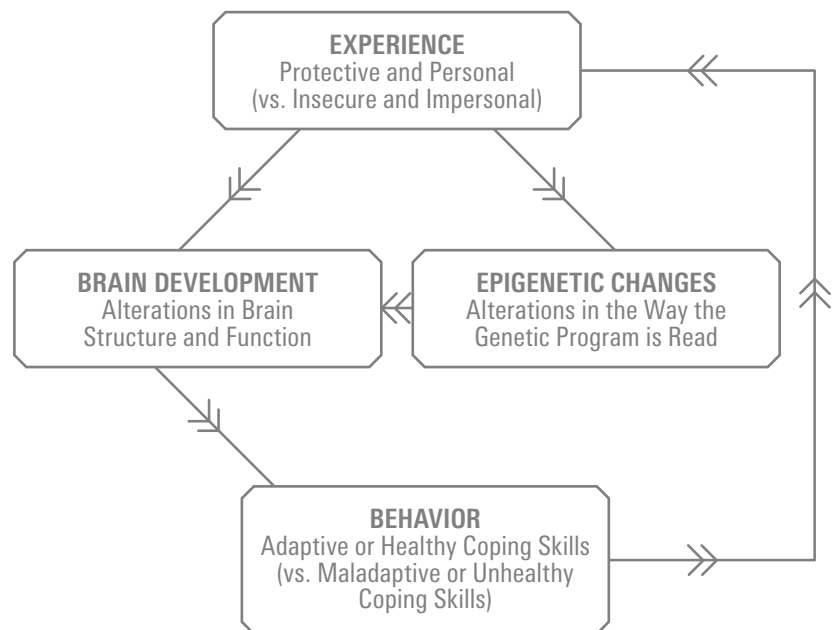 EXPERIENCE
Protective and Personal
(vs. Insecure and Impersonal)
BRAIN DEVELOPMENT
Alterations in Brain
Structure and Function
EPIGENETIC CHANGES
Alterations in the Way the
Genetic Program is Read
BEHAVIOR
Adaptive or Healthy Coping Skills
(vs. Maladaptive or Unhealthy
Coping Skills)